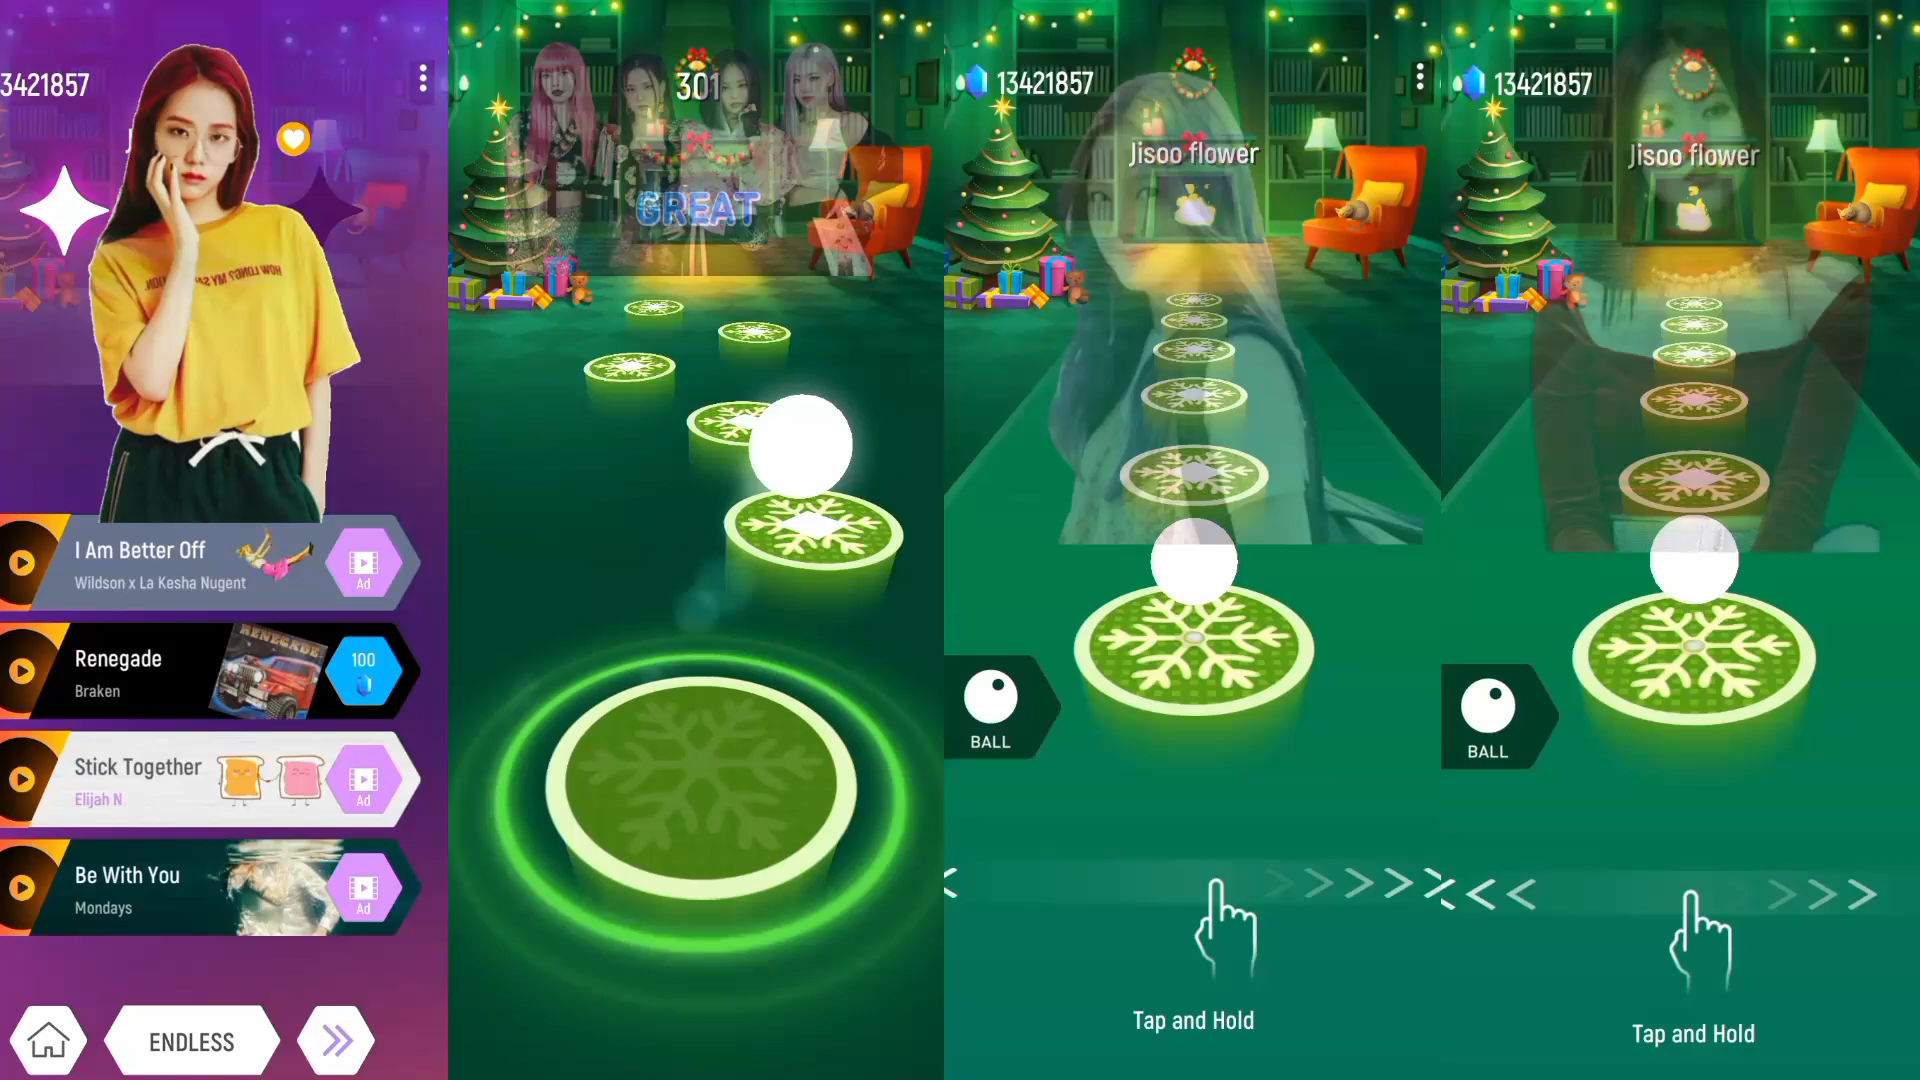 3421857
I Am Better Off
Wildson x La Kesha Nugent
Ad
RENEGADE
Renegade
Braken
100
Stick Together
Elijah N
Ad
Be With You
Mondays
Ad
ENDLESS
301
GREAT
13421857
Jisoo flower
BALL
Tap and Hold
13421857
Jisoo flower
BALL
Tap and Hold